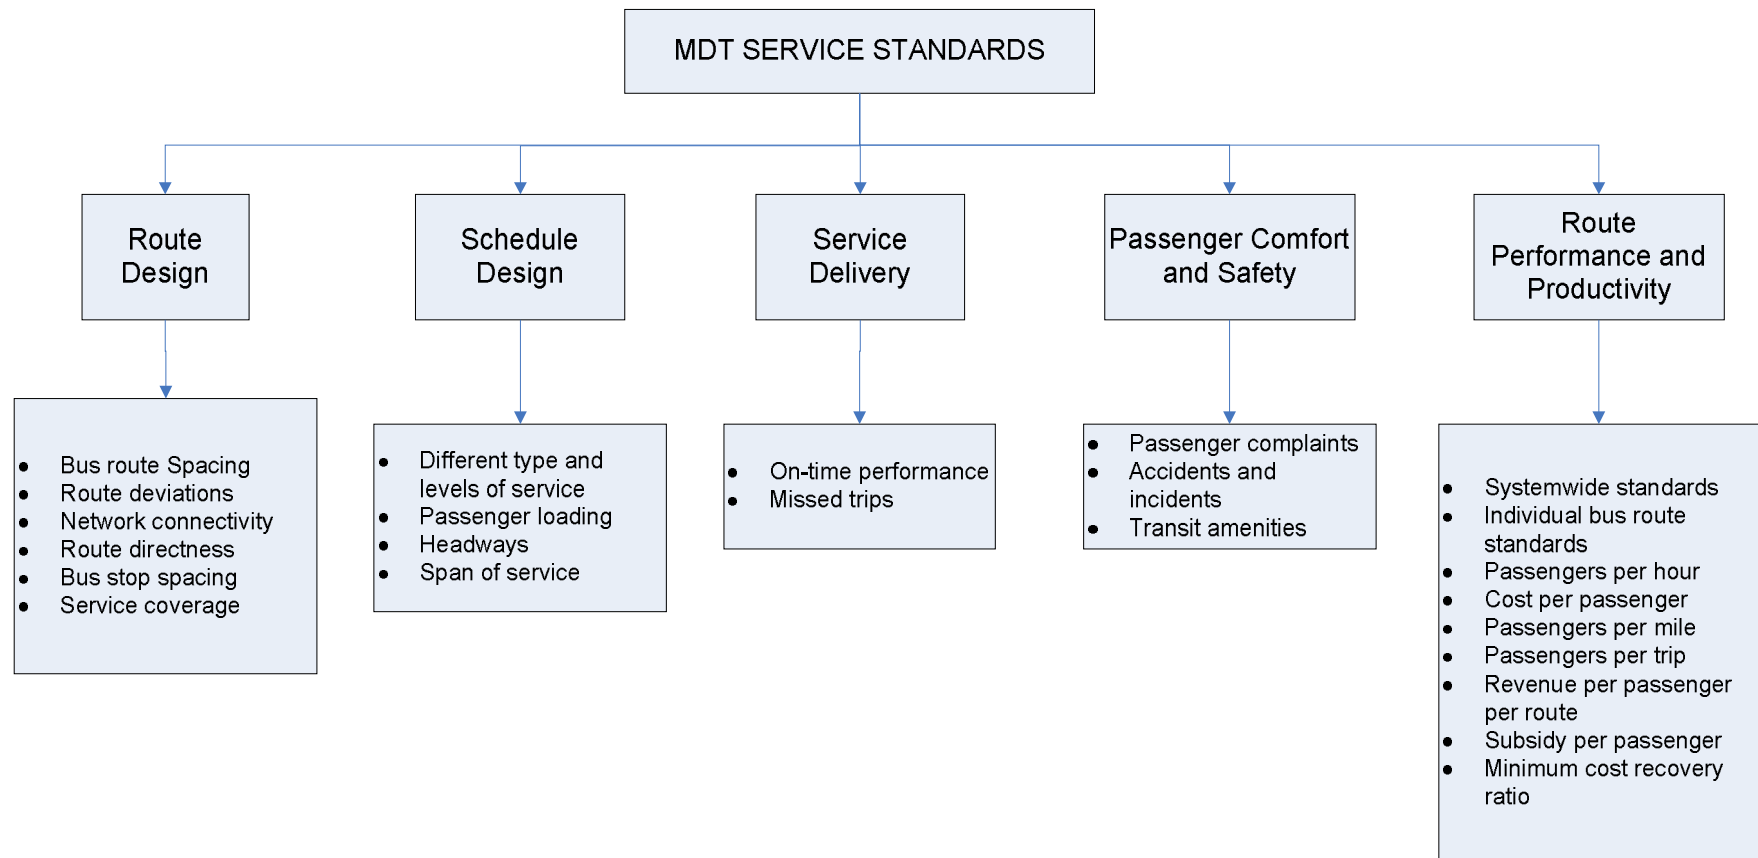 MDT SERVICE STANDARDS
Route
Design
Schedule
Design
Service
Delivery
Passenger Comfort
and Safety
Route
Performance and
Productivity
● Bus route Spacing
● Route deviations
● Network connectivity
● Route directness
● Bus stop spacing
● Service coverage
● Different type and
levels of service
● Passenger loading
● Headways
● Span of service
● On-time performance
● Missed trips
● Passenger complaints
● Accidents and
incidents
● Transit amenities
● Systemwide standards
● Individual bus route
standards
● Passengers per hour
● Cost per passenger
● Passengers per mile
● Passengers per trip
● Revenue per passenger
per route
● Subsidy per passenger
● Minimum cost recovery
ratio